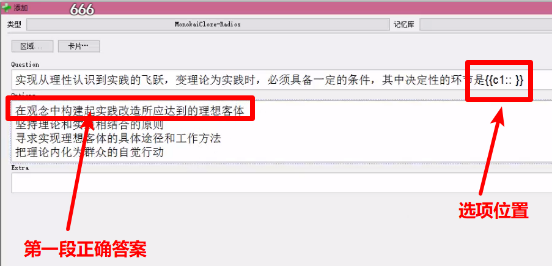 添加
666
类型
MonokaiCloze-Radios
记忆库
区域…
卡片…
Question
实现从理性认识到实践的飞跃，变理论为实践时，必须具备一定的条件，其中决定性的环节是{{c1:: }}
在观念中构建起实践改造所应达到的理想客体
坚持理论和实践相结合的原则
寻求实现理想客体的具体途径和工作方法
把理论内化为群众的自觉行动
Extra
选项位置
第一段正确答案